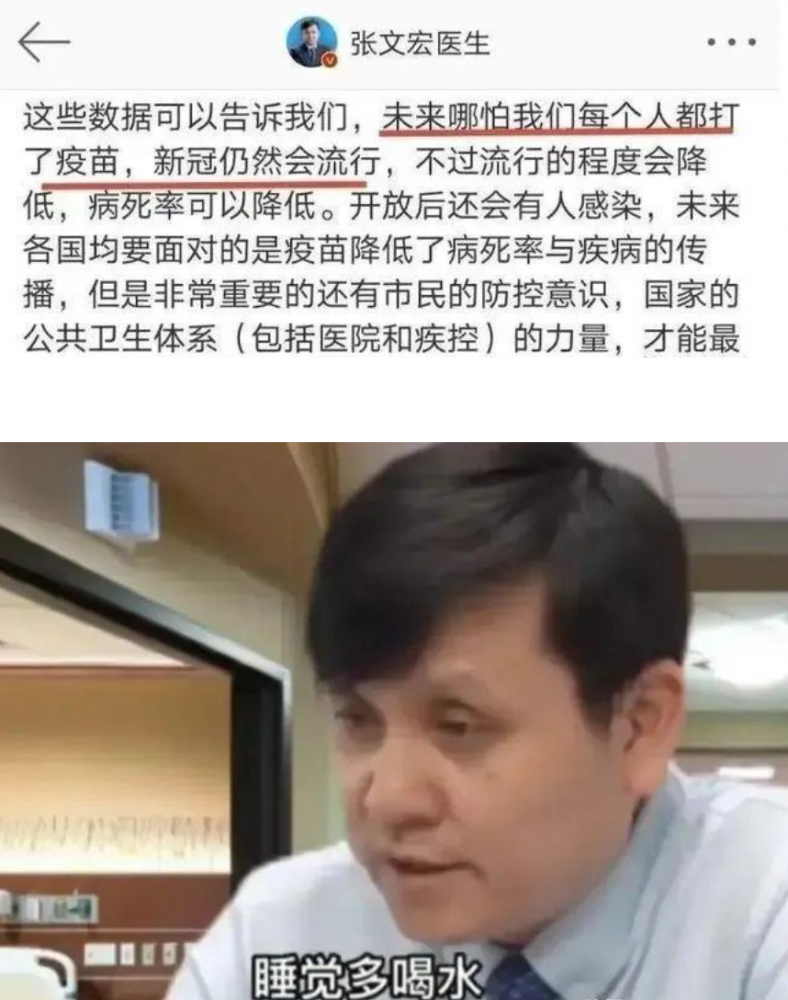 张文宏医生
这些数据可以告诉我们，未来哪怕我们每个人都打
了疫苗，新冠仍然会流行，不过流行的程度会降
低，病死率可以降低。开放后还会有人感染，未来
各国均要面对的是疫苗降低了病死率与疾病的传
播，但是非常重要的还有市民的防控意识，国家的
公共卫生体系（包括医院和疾控）的力量，才能最
睡觉多喝水